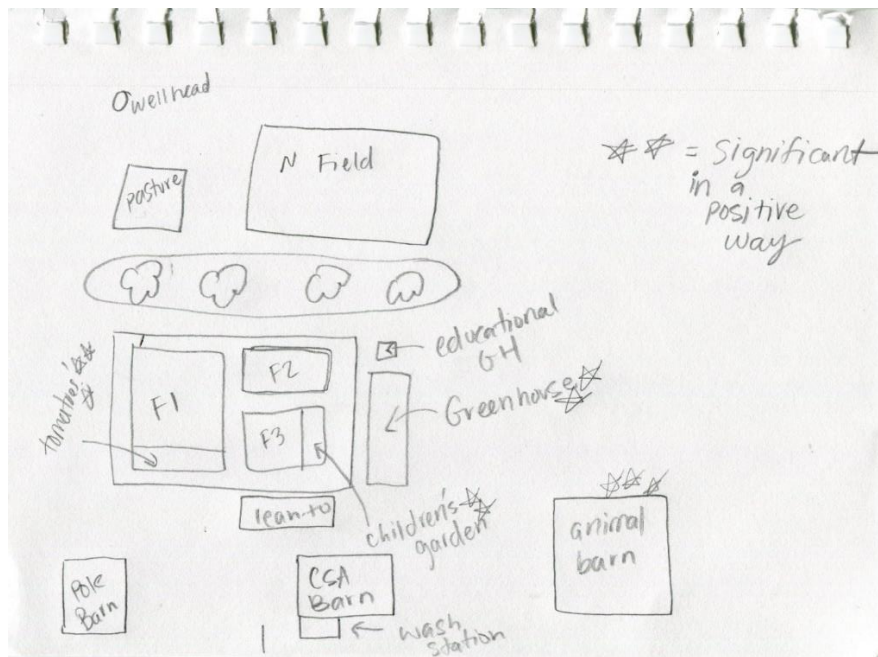 wellhead
N Field
pasture
☆☆ = Significant
in a
positive
way
educational
GH
F1
F2
F3
Greenhouse ☆
☆
tomatoes ☆☆
☆
lean-to
children's ☆
☆
garden
☆☆☆
animal
barn
Pole
Barn
CSA
Barn
wash
station